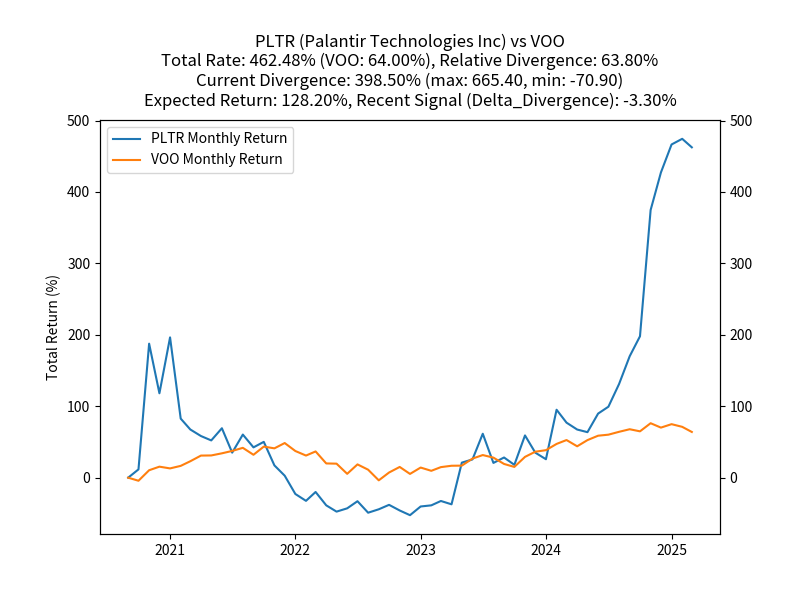 PLTR (Palantir Technologies Inc) vs VOO
Total Rate: 462.48% (VOO: 64.00%), Relative Divergence: 63.80%
Current Divergence: 398.50% (max: 665.40, min: -70.90)
Expected Return: 128.20%, Recent Signal (Delta_Divergence): -3.30%
PLTR Monthly Return
VOO Monthly Return
Total Return (%)
500
400
300
200
100
0
500
400
300
200
100
0
2021
2022
2023
2024
2025